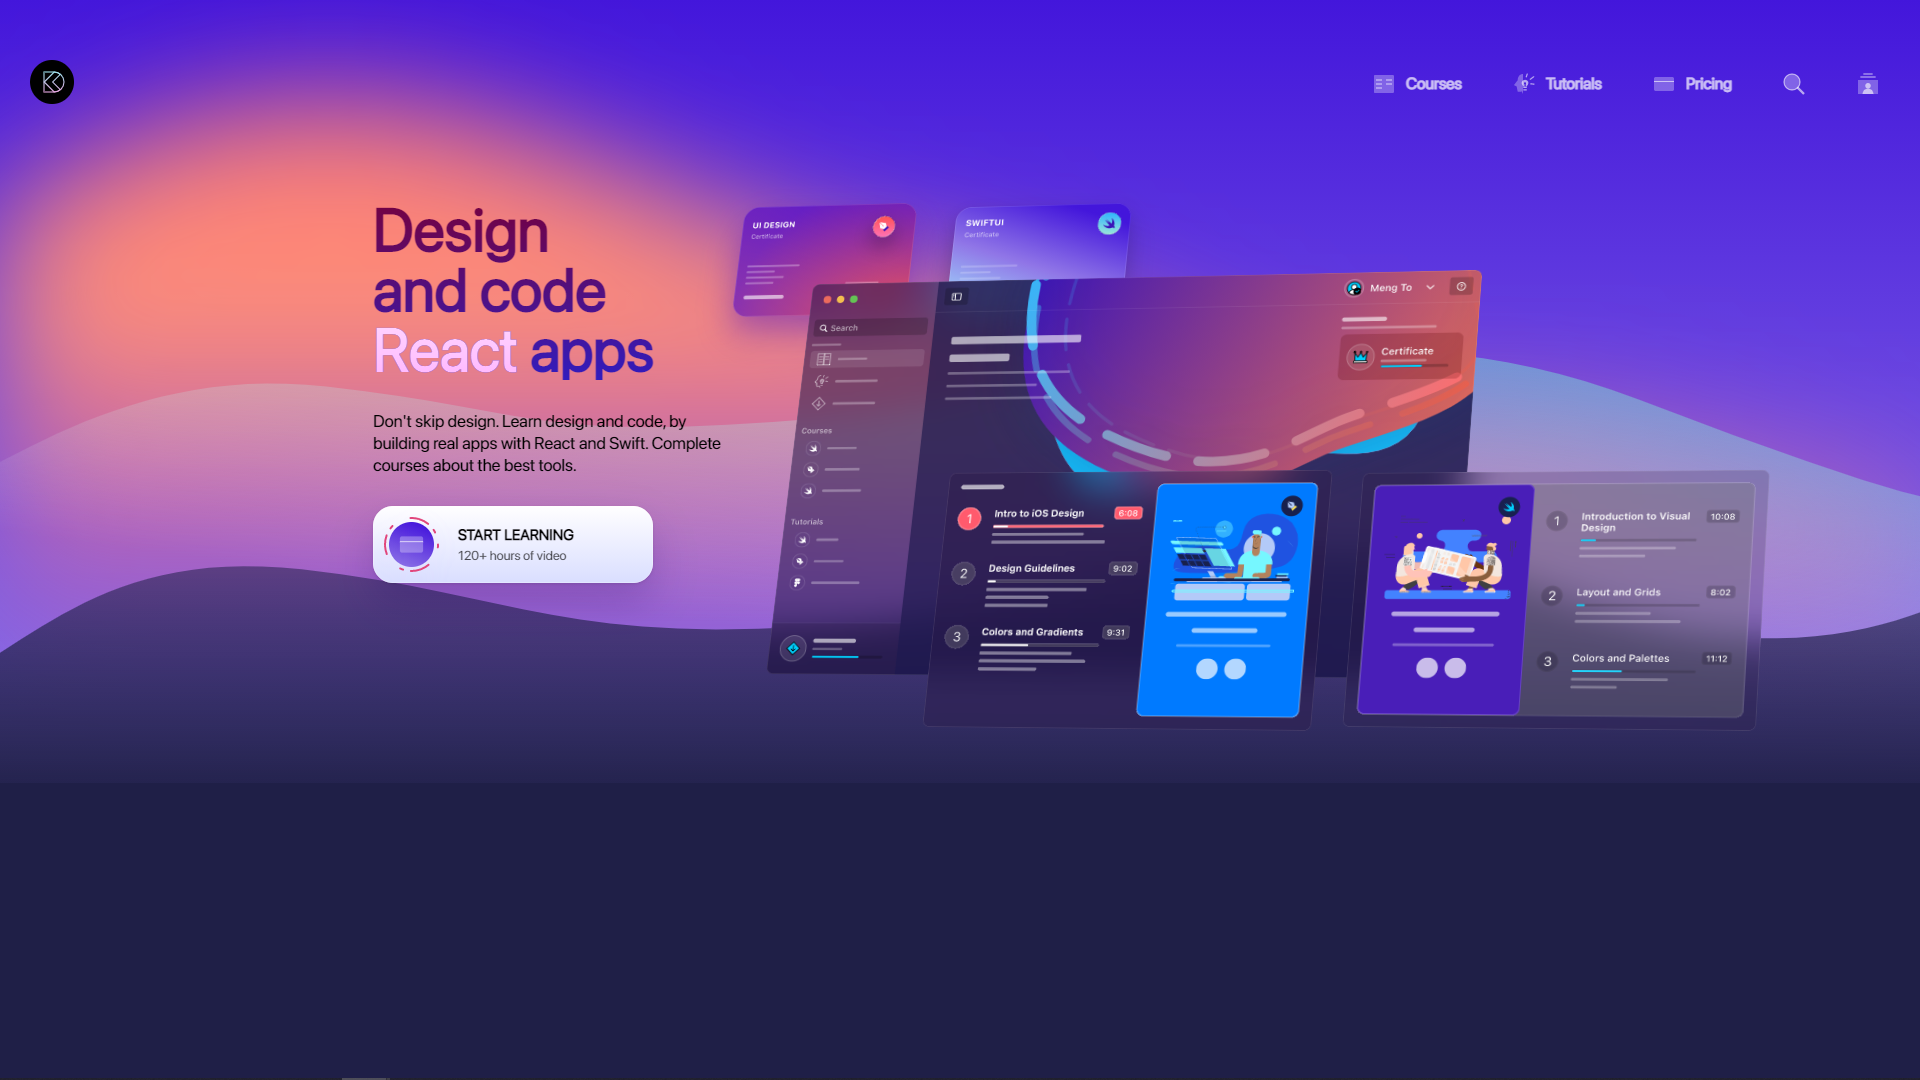 Courses
Tutorials
Pricing
Design
and code
React apps
Don't skip design. Learn design and code, by
building real apps with React and Swift. Complete
courses about the best tools.
START LEARNING
120+ hours of video
UI DESIGN
Certificate
SWIFTUI
Certificate
Meng To
Search
Certificate
Courses
Tutorials
1 Intro to iOS Design 6:08
2 Design Guidelines 9:02
3 Colors and Gradients 9:31
1 Introduction to Visual 10:08
Design
2 Layout and Grids 8:02
3 Colors and Palettes 11:12